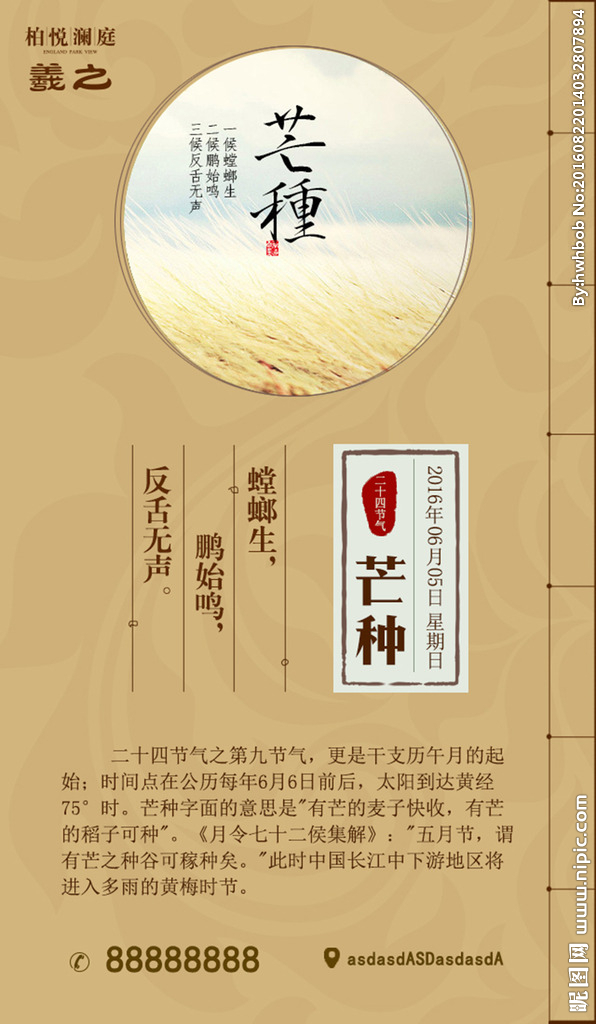 柏悦澜庭
ENGLAND·PARK VIEW
羲之
芒種
一候螳螂生
二候鹏始鸣
三候反舌无声
2016年06月05日 星期日
二十四节气
芒种
螳螂生，
鹏始鸣，
反舌无声。
二十四节气之第九节气，更是干支历午月的起
始；时间点在公历每年6月6日前后，太阳到达黄经
75°时。芒种字面的意思是"有芒的麦子快收，有芒
的稻子可种"。《月令七十二侯集解》："五月节，谓
有芒之种谷可稼种矣。"此时中国长江中下游地区将
进入多雨的黄梅时节。
88888888
asdasdASDasdasdA
By:hwhbob No:20160822014032807894
昵图网 www.nipic.com